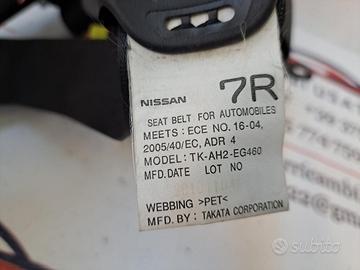 NISSAN 7R
SEAT BELT FOR AUTOMOBILES
MEETS: ECE NO. 16-04,
2005/40/EC, ADR 4
MODEL: TK-AH2-EG460
MFD.DATE LOT NO
WEBBING >PET<
MFD.BY: TAKATA CORPORATION
subito